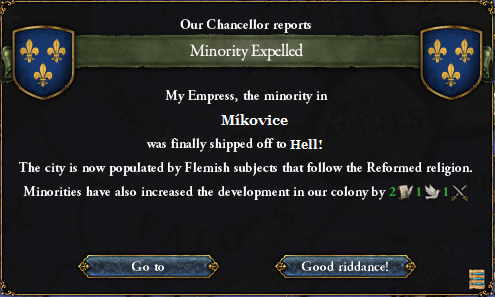 Our Chancellor reports
Minority Expelled
My Empress, the minority in
Míkovice
was finally shipped off to Hell!
The city is now populated by Flemish subjects that follow the Reformed religion.
Minorities have also increased the development in our colony by 2 1 1
Go to
Good riddance!